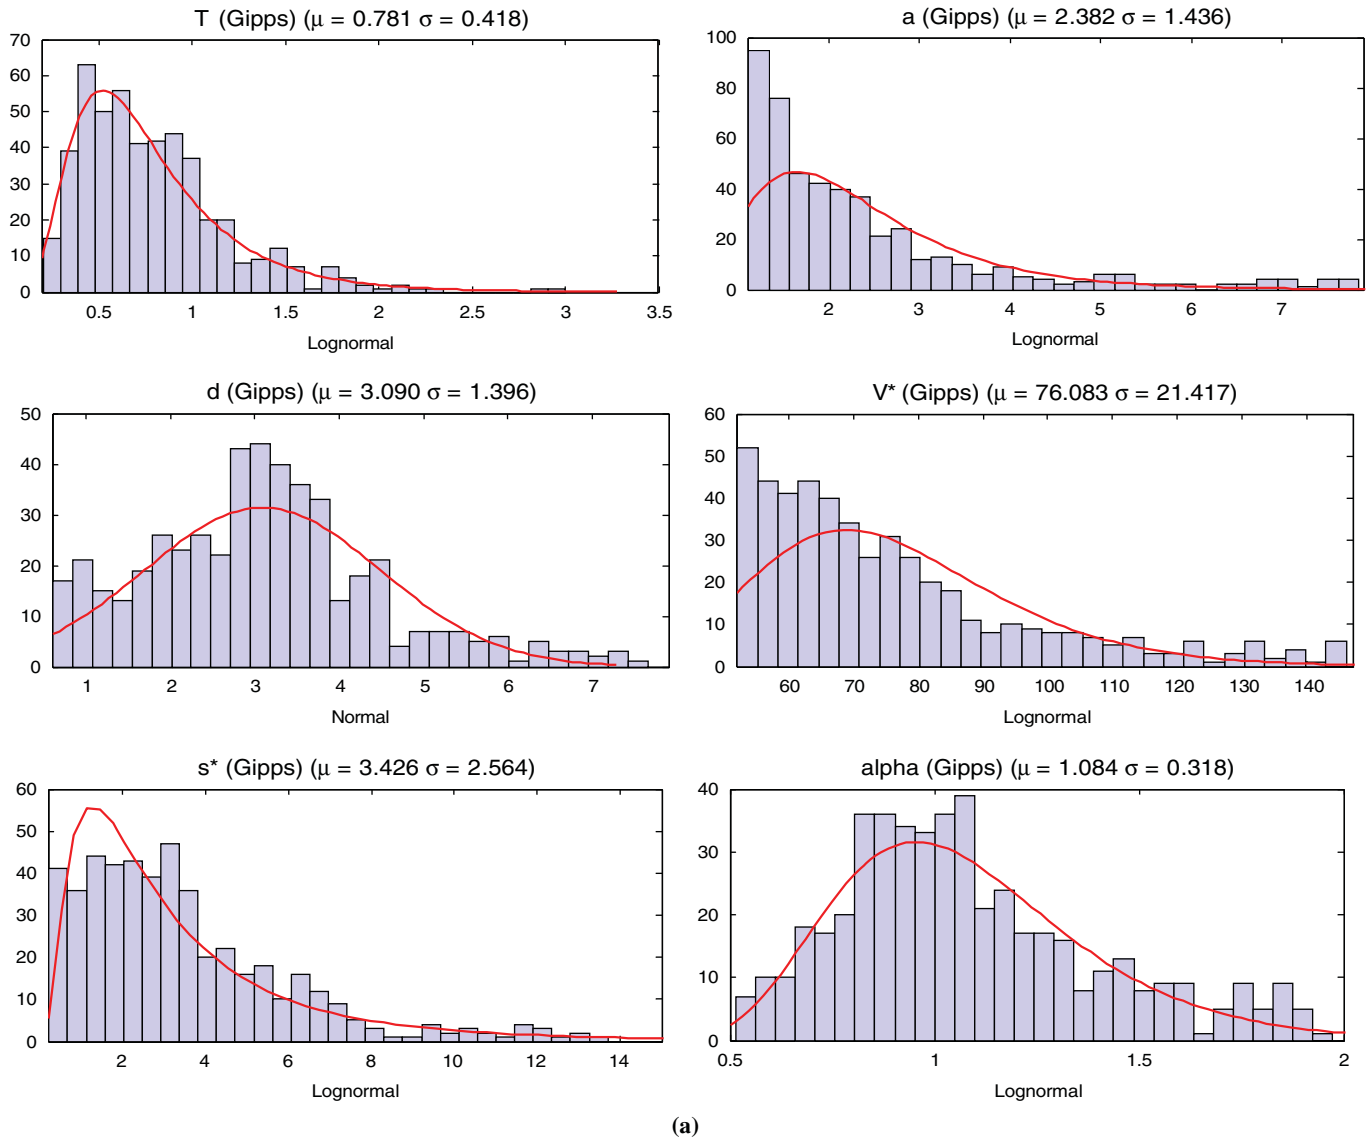 T (Gipps) (μ = 0.781 σ = 0.418)
70
60
50
40
30
20
10
0
0.5 1 1.5 2 2.5 3 3.5
Lognormal
a (Gipps) (μ = 2.382 σ = 1.436)
100
80
60
40
20
0
2 3 4 5 6 7
Lognormal
d (Gipps) (μ = 3.090 σ = 1.396)
50
40
30
20
10
0
1 2 3 4 5 6 7
Normal
V* (Gipps) (μ = 76.083 σ = 21.417)
60
50
40
30
20
10
0
60 70 80 90 100 110 120 130 140
Lognormal
s* (Gipps) (μ = 3.426 σ = 2.564)
60
50
40
30
20
10
0
2 4 6 8 10 12 14
Lognormal
alpha (Gipps) (μ = 1.084 σ = 0.318)
40
30
20
10
0
0.5 1 1.5 2
Lognormal
(a)